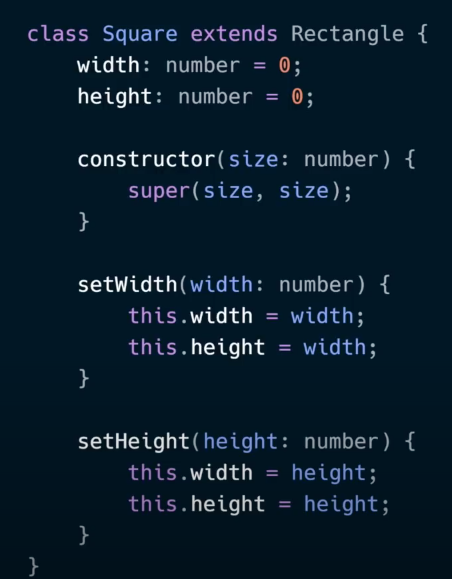 class Square extends Rectangle {
    width: number = 0;
    height: number = 0;

    constructor(size: number) {
        super(size, size);
    }

    setWidth(width: number) {
        this.width = width;
        this.height = width;
    }

    setHeight(height: number) {
        this.width = height;
        this.height = height;
    }
}